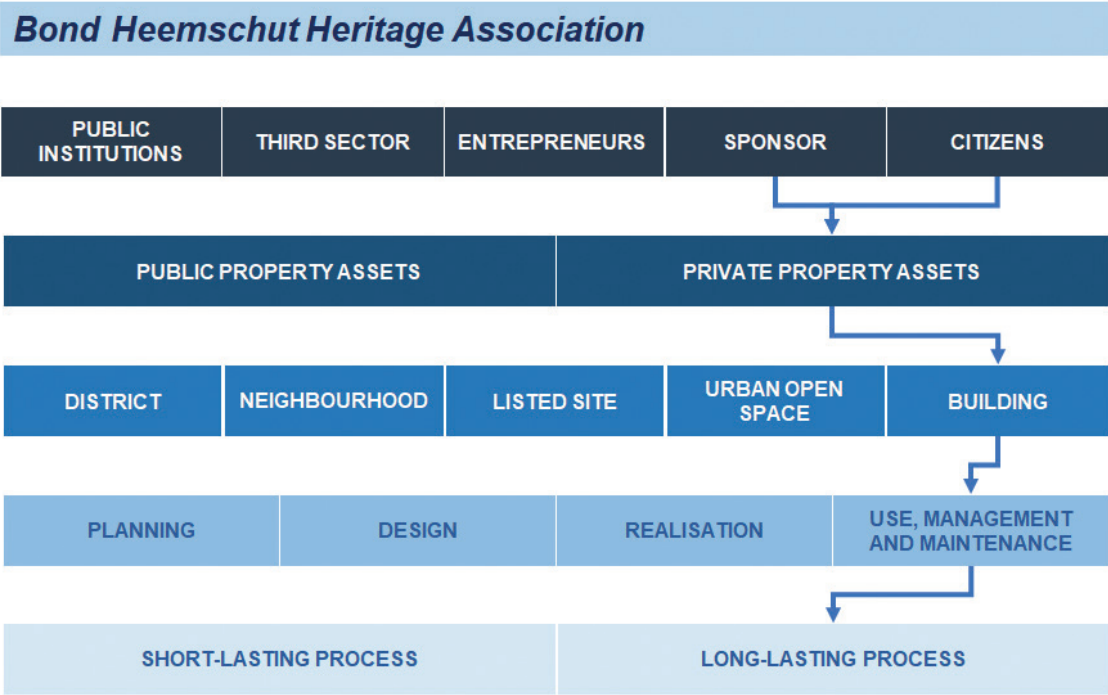 Bond Heemschut Heritage Association
PUBLIC
INSTITUTIONS
THIRD SECTOR
ENTREPRENEURS
SPONSOR
CITIZENS
PUBLIC PROPERTY ASSETS
PRIVATE PROPERTY ASSETS
DISTRICT
NEIGHBOURHOOD
LISTED SITE
URBAN OPEN
SPACE
BUILDING
PLANNING
DESIGN
REALISATION
USE, MANAGEMENT
AND MAINTENANCE
SHORT-LASTING PROCESS
LONG-LASTING PROCESS